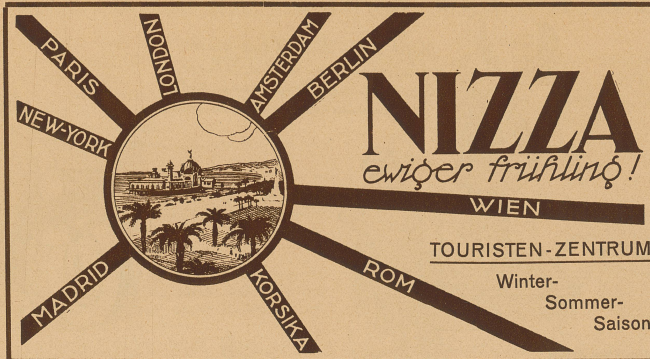 PARIS
LONDON
AMSTERDAM
BERLIN
NEW-YORK
NIZZA
ewiger frühling!
WIEN
MADRID
KORSIKA
ROM
TOURISTEN-ZENTRUM
Winter-
Sommer-
Saison